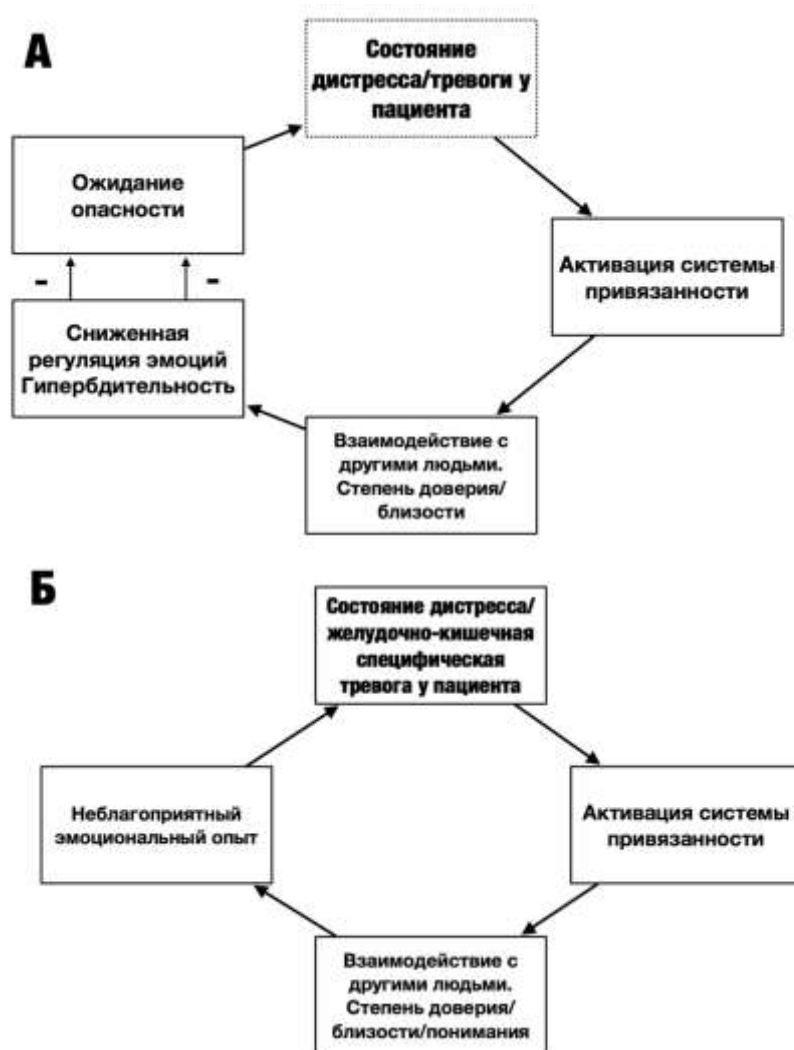 А
Состояние
дистресса/тревоги у
пациента
Ожидание
опасности
Активация системы
привязанности
-
-
Сниженная
регуляция эмоций
Гипербдительность
Взаимодействие с
другими людьми.
Степень доверия/
близости
Б
Состояние дистресса/
желудочно-кишечная
специфическая
тревога у пациента
Неблагоприятный
эмоциональный опыт
Активация системы
привязанности
Взаимодействие с
другими людьми.
Степень доверия/
близости/понимания